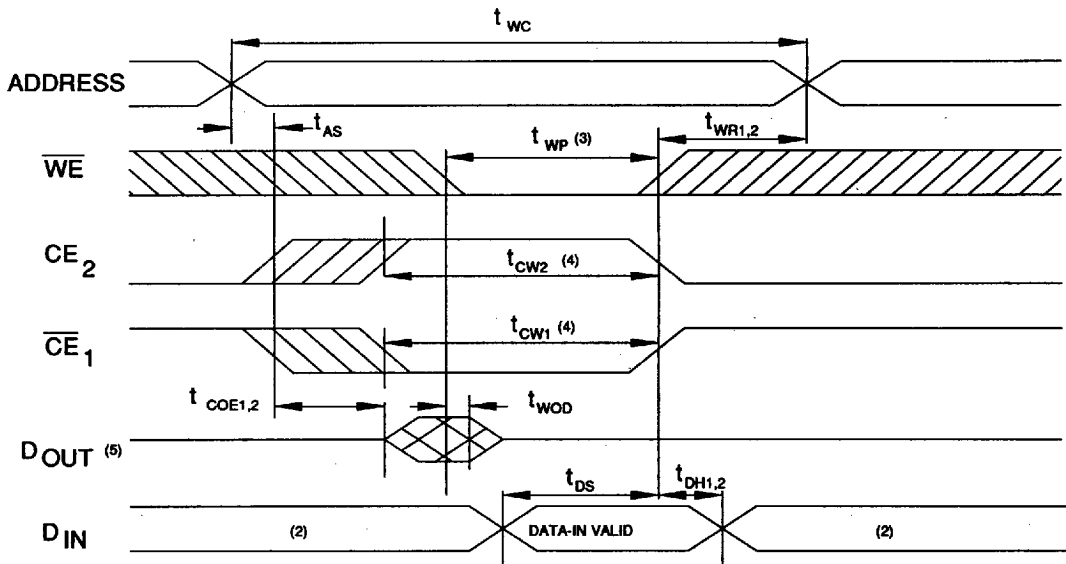 t WC
ADDRESS
t AS
t WP (3)
t WR1,2
WE
CE 2
t CW2 (4)
CE 1
t CW1 (4)
t COE1,2
t WOD
D OUT (5)
t DS
t DH1,2
D IN
(2)
DATA-IN VALID
(2)